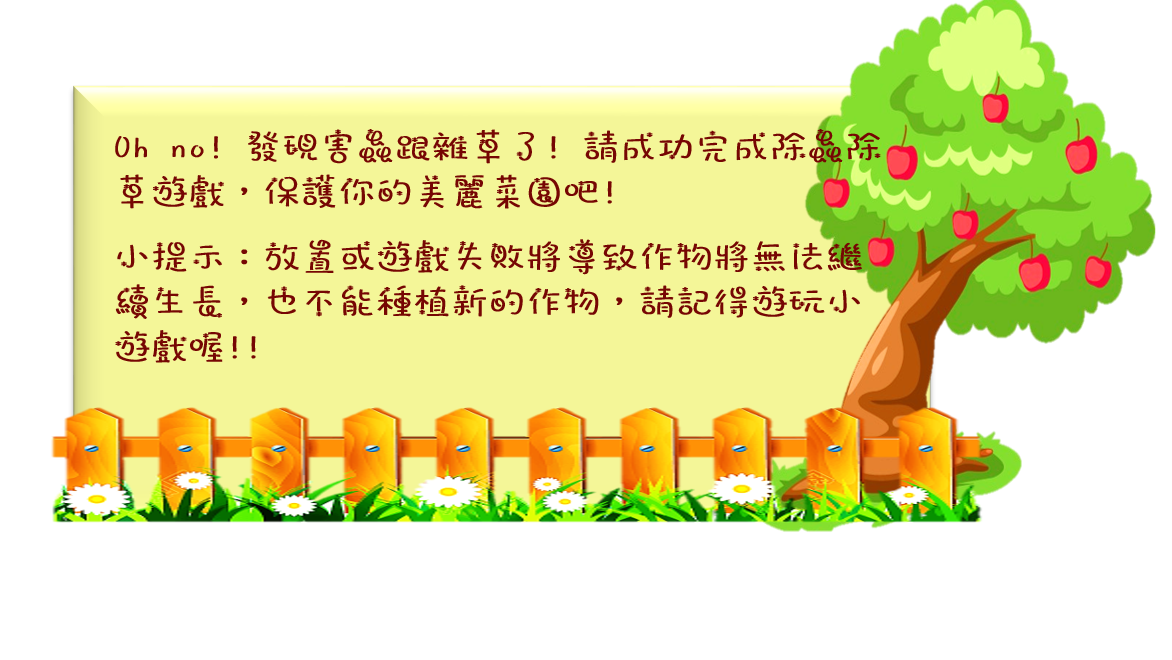 Oh no! 發現害蟲跟雜草了! 請成功完成除蟲除
草遊戲，保護你的美麗菜園吧!
小提示：放置或遊戲失敗將導致作物將無法繼
續生長，也不能種植新的作物，請記得遊玩小
遊戲喔!!